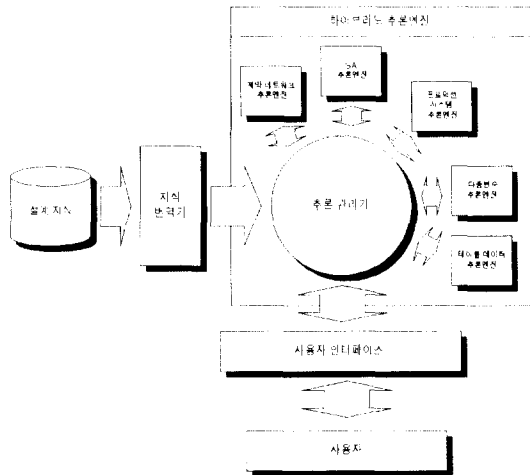 하이브리드 추론엔진
GA
추론엔진
제약 네트워크
추론엔진
프로덕션
시스템
추론엔진
지식
번역기
설계 지식
추론 관리기
다중변수
추론엔진
테이블 데이터
추론엔진
사용자 인터페이스
사용자